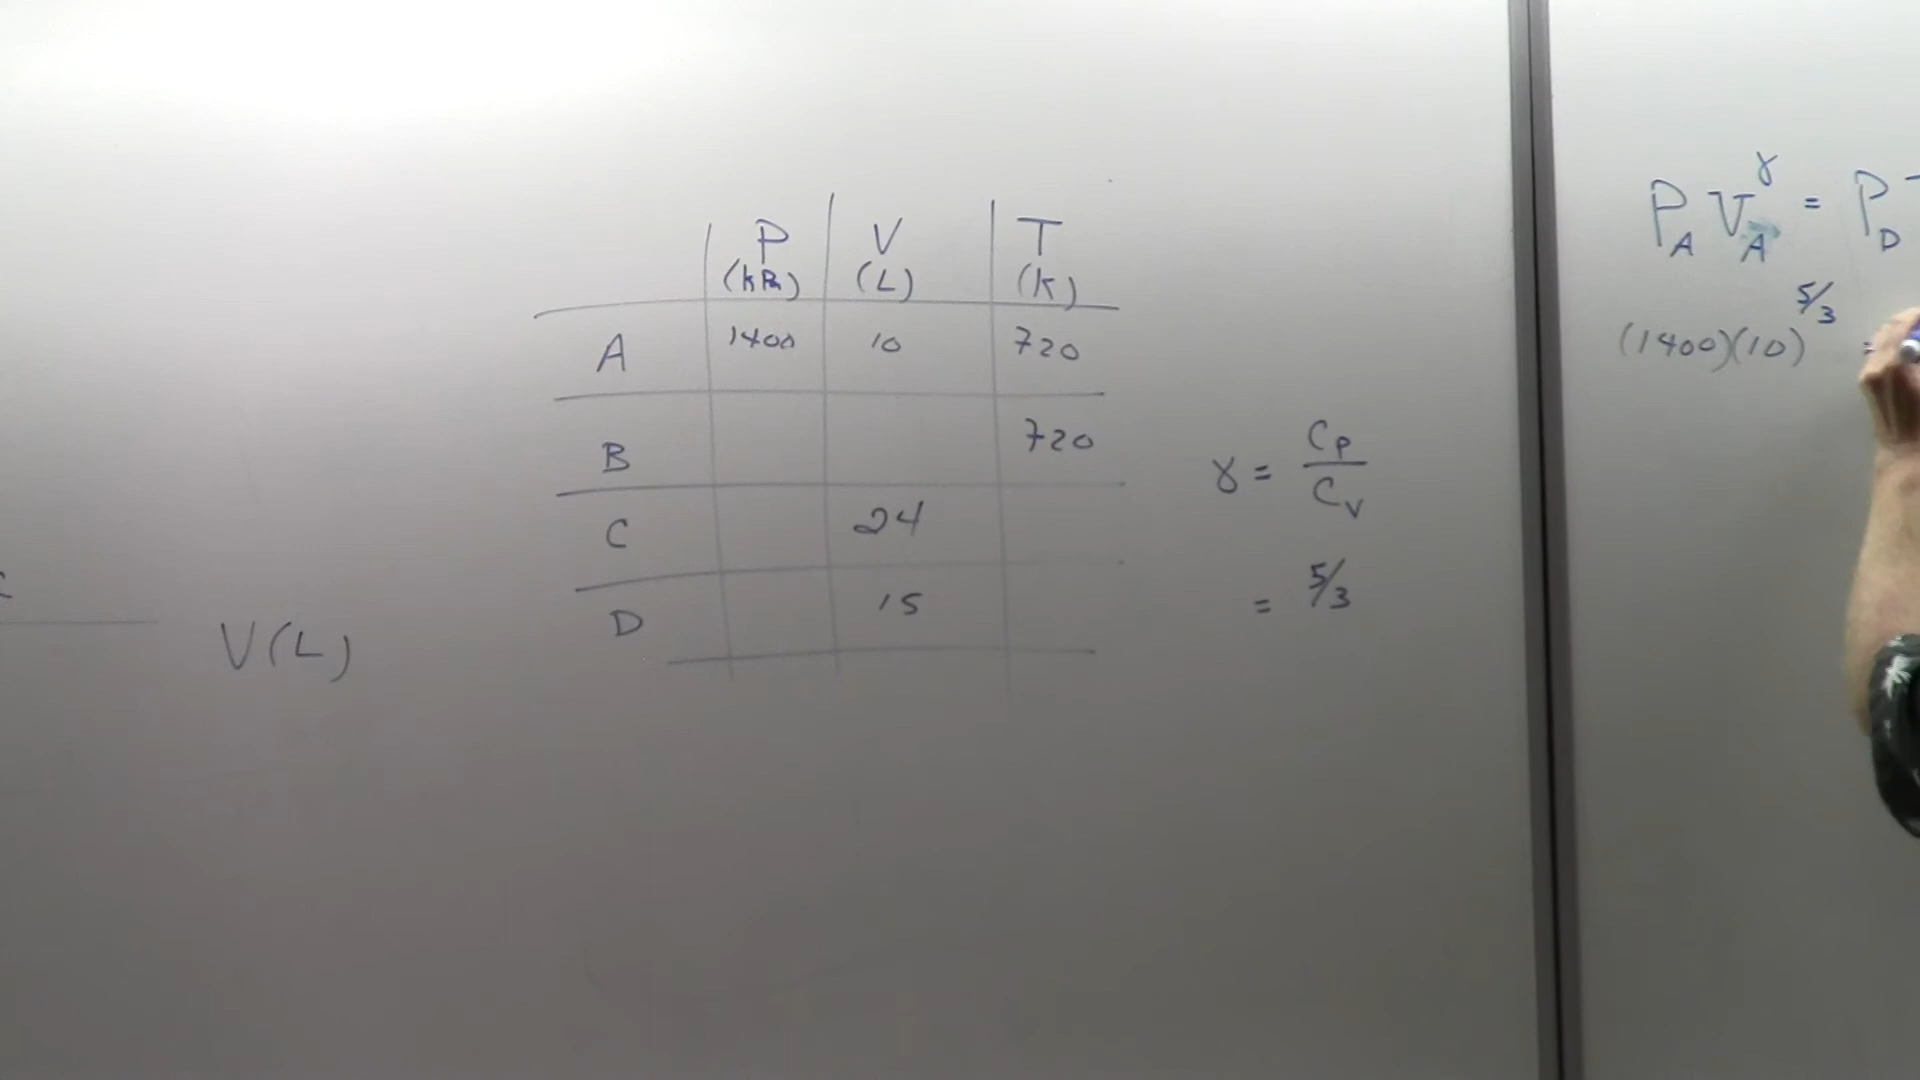 P V T
(kPa) (L) (K)
A 1400 10 720
B 720
C 24
D 15
V(L)
γ = CP/CV
= 5/3
PA VA^γ = PD
(1400)(10)^5/3